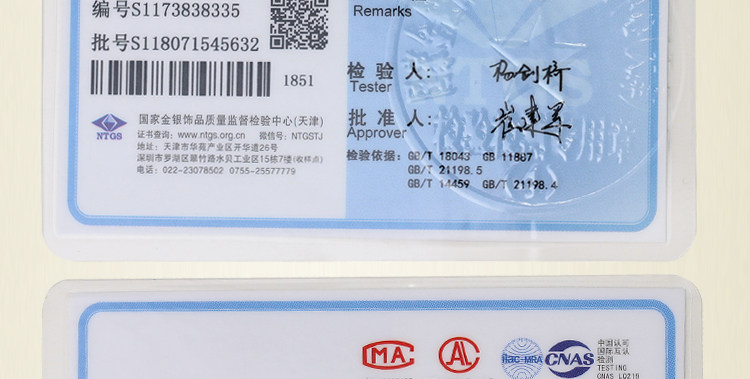 编号S1173838335
批号S118071545632
1851
NTGS
国家金银饰品质量监督检验中心(天津)
证书查询: www.ntgs.org.cn 微信号: NTGSTJ
地址: 天津市华苑产业区开华道26号
深圳市罗湖区翠竹路水贝工业区15栋7楼(收样点)
电话: 022-23078502 0755-25577779
Remarks
检验人:
Tester
批准人:
Approver
检验依据: GB/T 18043 GB 11887
GB/T 21198.5
GB/T 14459 GB/T 21198.4
NTGS
MA
AL
ilac-MRA
CNAS
中国认可
国际互认
检测
TESTING
CNAS L0219